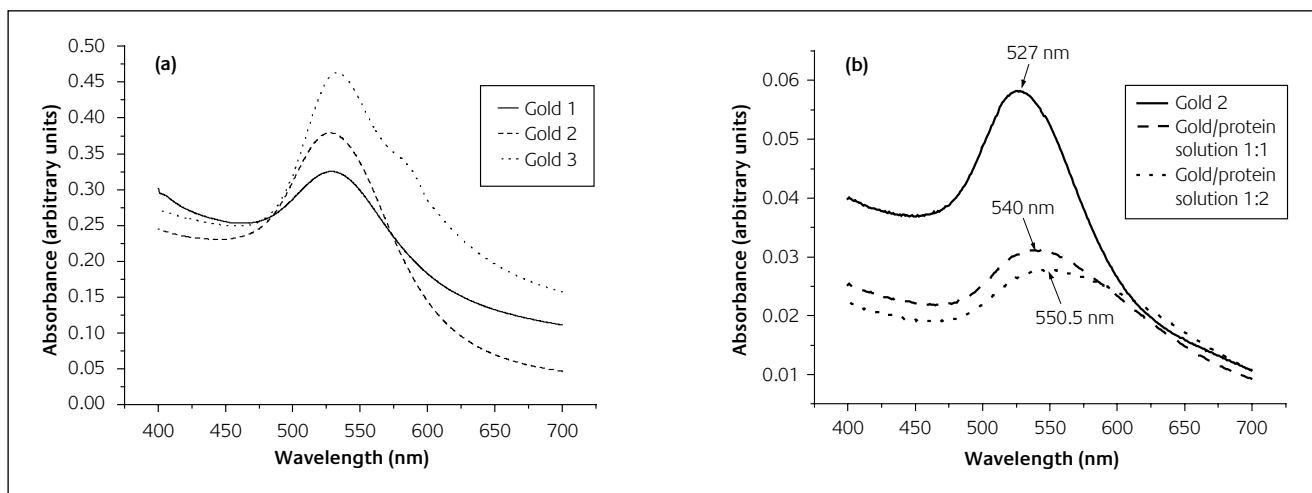 (a)
0.50
0.45
0.40
0.35
0.30
0.25
0.20
0.15
0.10
0.05
0.00
Absorbance (arbitrary units)
400 450 500 550 600 650 700
Wavelength (nm)
Gold 1
Gold 2
Gold 3
(b)
527 nm
0.06
0.05
0.04
0.03
0.02
0.01
Absorbance (arbitrary units)
540 nm
550.5 nm
400 450 500 550 600 650 700
Wavelength (nm)
Gold 2
Gold/protein
solution 1:1
Gold/protein
solution 1:2